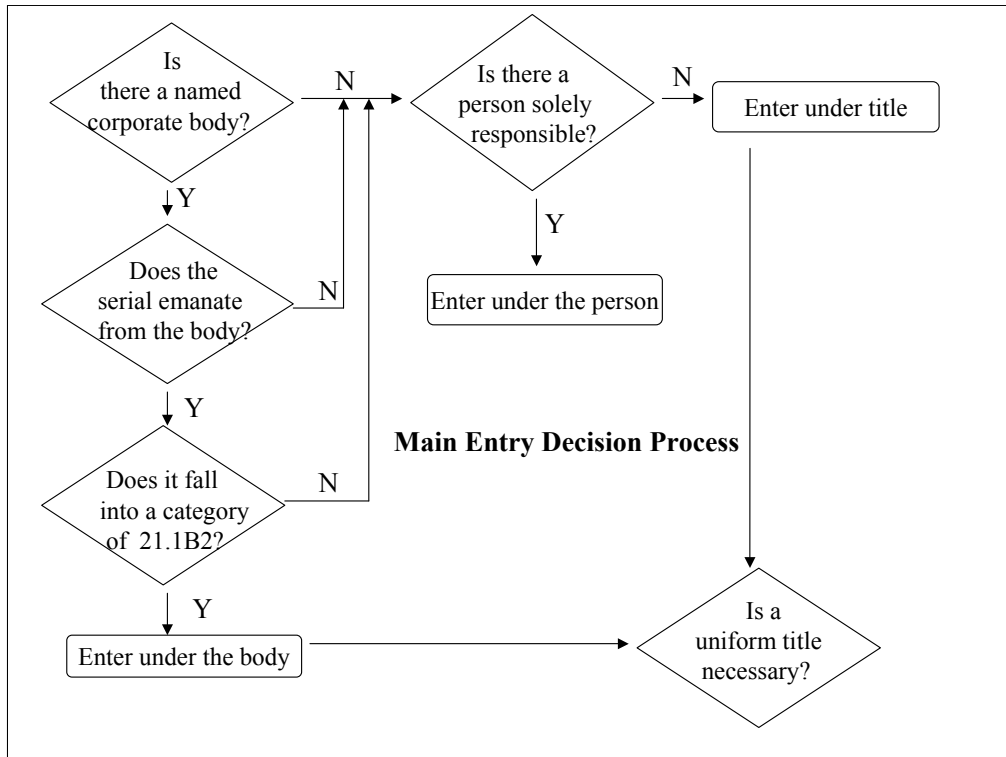 Is
there a named
corporate body?
N
Is there a
person solely
responsible?
N
Enter under title
Y
Y
Does the
serial emanate
from the body?
N
Enter under the person
Y
Main Entry Decision Process
Does it fall
into a category
of 21.1B2?
N
Y
Enter under the body
Is a
uniform title
necessary?